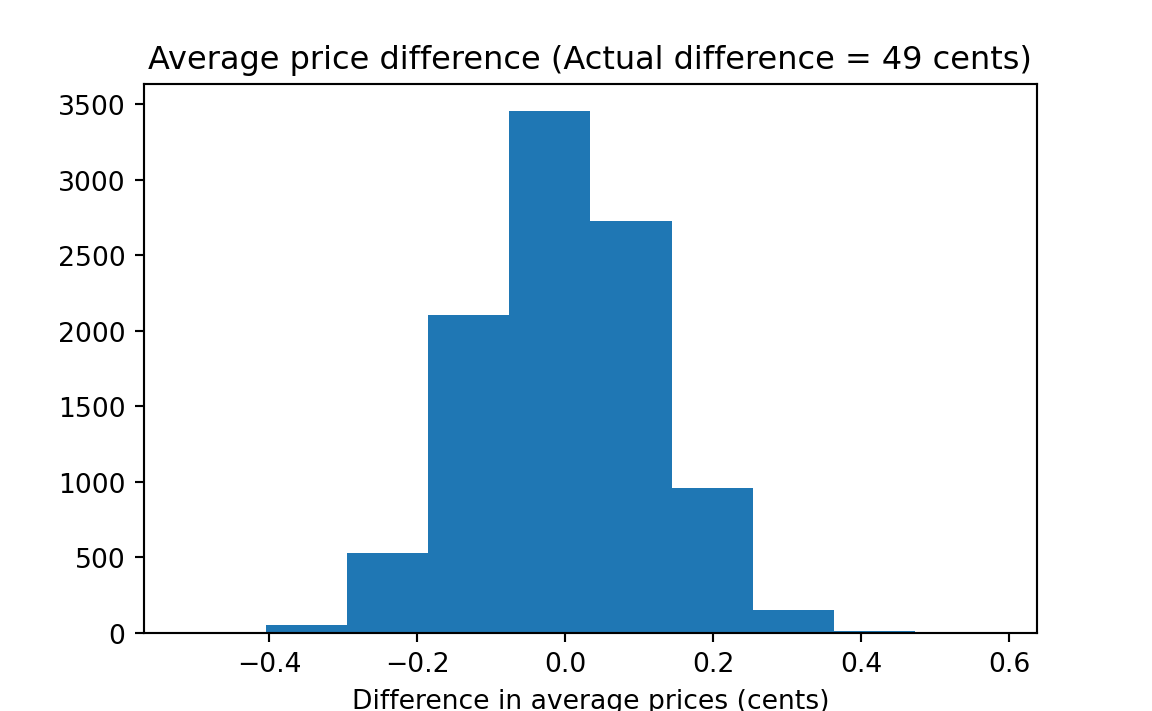 Average price difference (Actual difference = 49 cents)
3500
3000
2500
2000
1500
1000
500
0
−0.4 −0.2 0.0 0.2 0.4 0.6
Difference in average prices (cents)